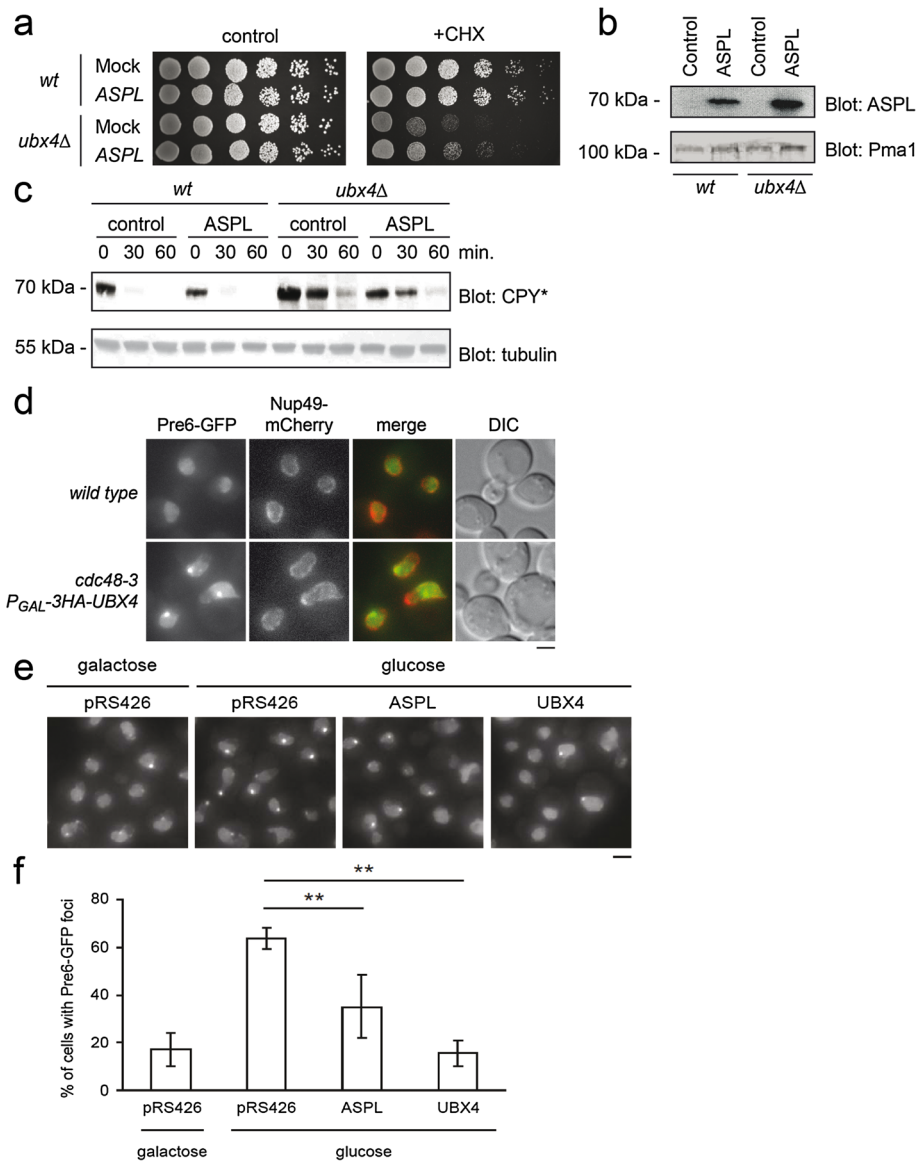 a
control
+CHX
wt
Mock
ASPL
ubx4Δ
Mock
ASPL
b
Control
ASPL
Control
ASPL
70 kDa -
Blot: ASPL
100 kDa -
Blot: Pma1
wt
ubx4Δ
c
wt
ubx4Δ
control
ASPL
control
ASPL
0 30 60 0 30 60 0 30 60 0 30 60 min.
70 kDa -
Blot: CPY*
55 kDa -
Blot: tubulin
d
Pre6-GFP
Nup49-
mCherry
merge
DIC
wild type
cdc48-3
PGAL-3HA-UBX4
e
galactose
glucose
pRS426
pRS426
ASPL
UBX4
f
**
**
% of cells with Pre6-GFP foci
80
60
40
20
0
pRS426
pRS426
ASPL
UBX4
galactose
glucose